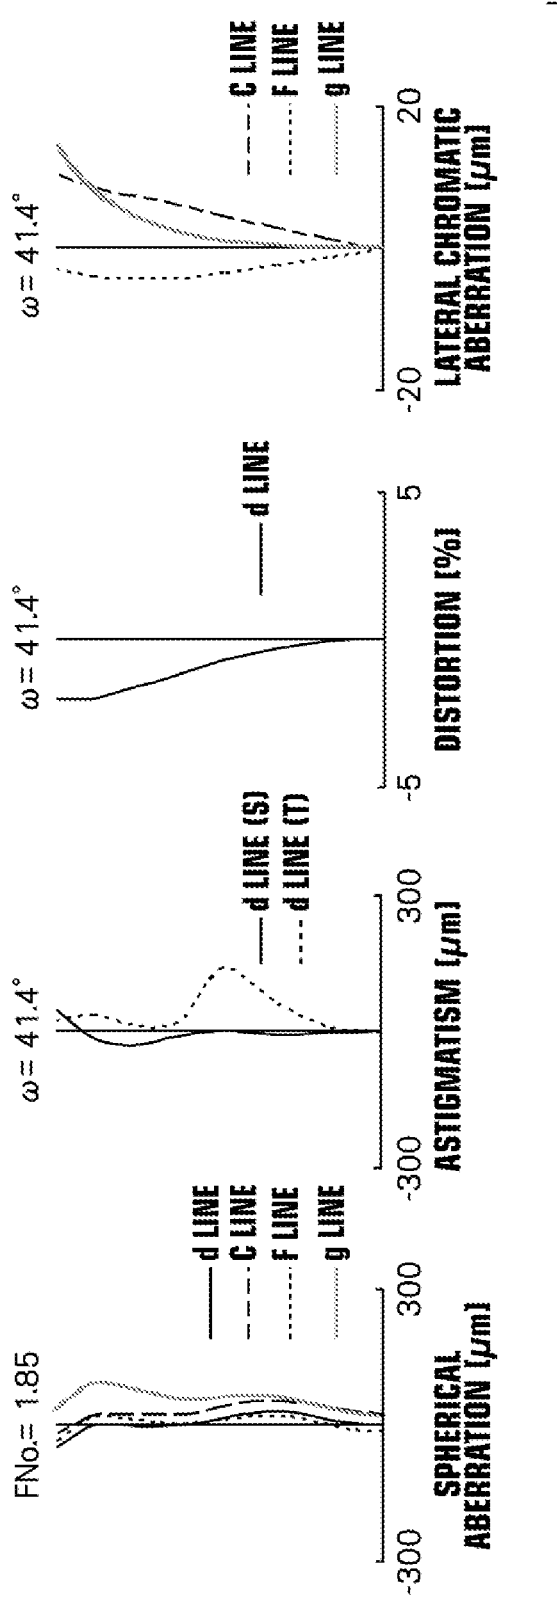 FNo.= 1.85
d LINE
C LINE
F LINE
g LINE
-300
300
SPHERICAL
ABERRATION [μm]
ω= 41.4°
d LINE (S)
d LINE (T)
-300
300
ASTIGMATISM [μm]
ω= 41.4°
d LINE
-5
5
DISTORTION [%]
ω= 41.4°
C LINE
F LINE
g LINE
-20
20
LATERAL CHROMATIC
ABERRATION [μm]